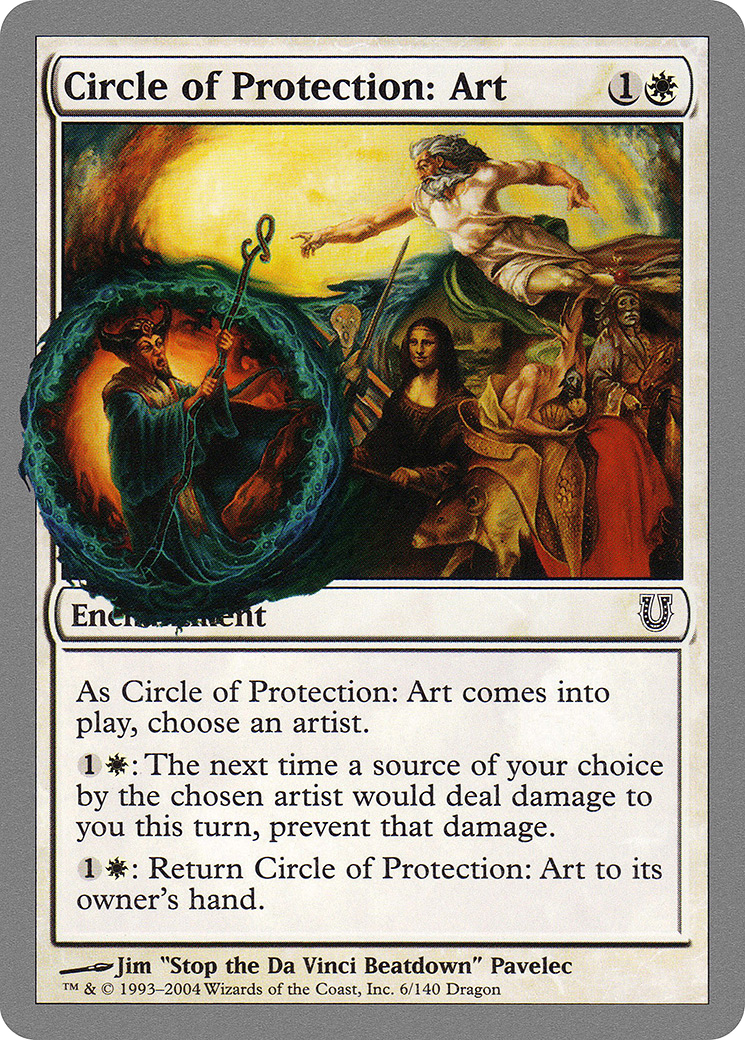 Circle of Protection: Art 1
As Circle of Protection: Art comes into
play, choose an artist.
1: The next time a source of your choice
by the chosen artist would deal damage to
you this turn, prevent that damage.
1: Return Circle of Protection: Art to its
owner's hand.
Jim "Stop the Da Vinci Beatdown" Pavelec
™ & © 1993–2004 Wizards of the Coast, Inc. 6/140 Dragon